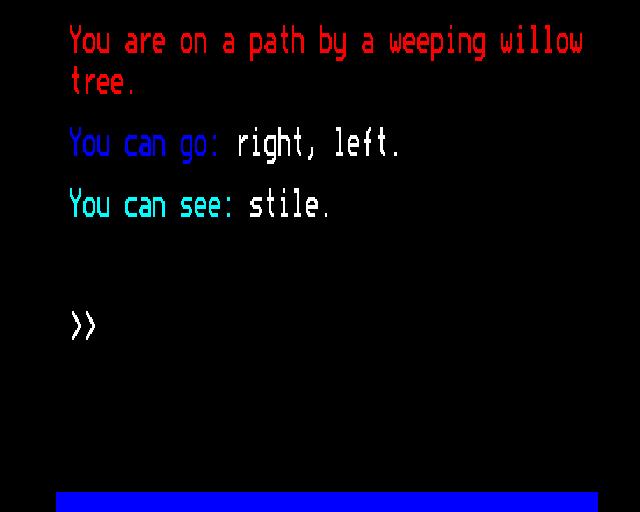 You are on a path by a weeping willow
tree.
You can go: right, left.
You can see: stile.
>>